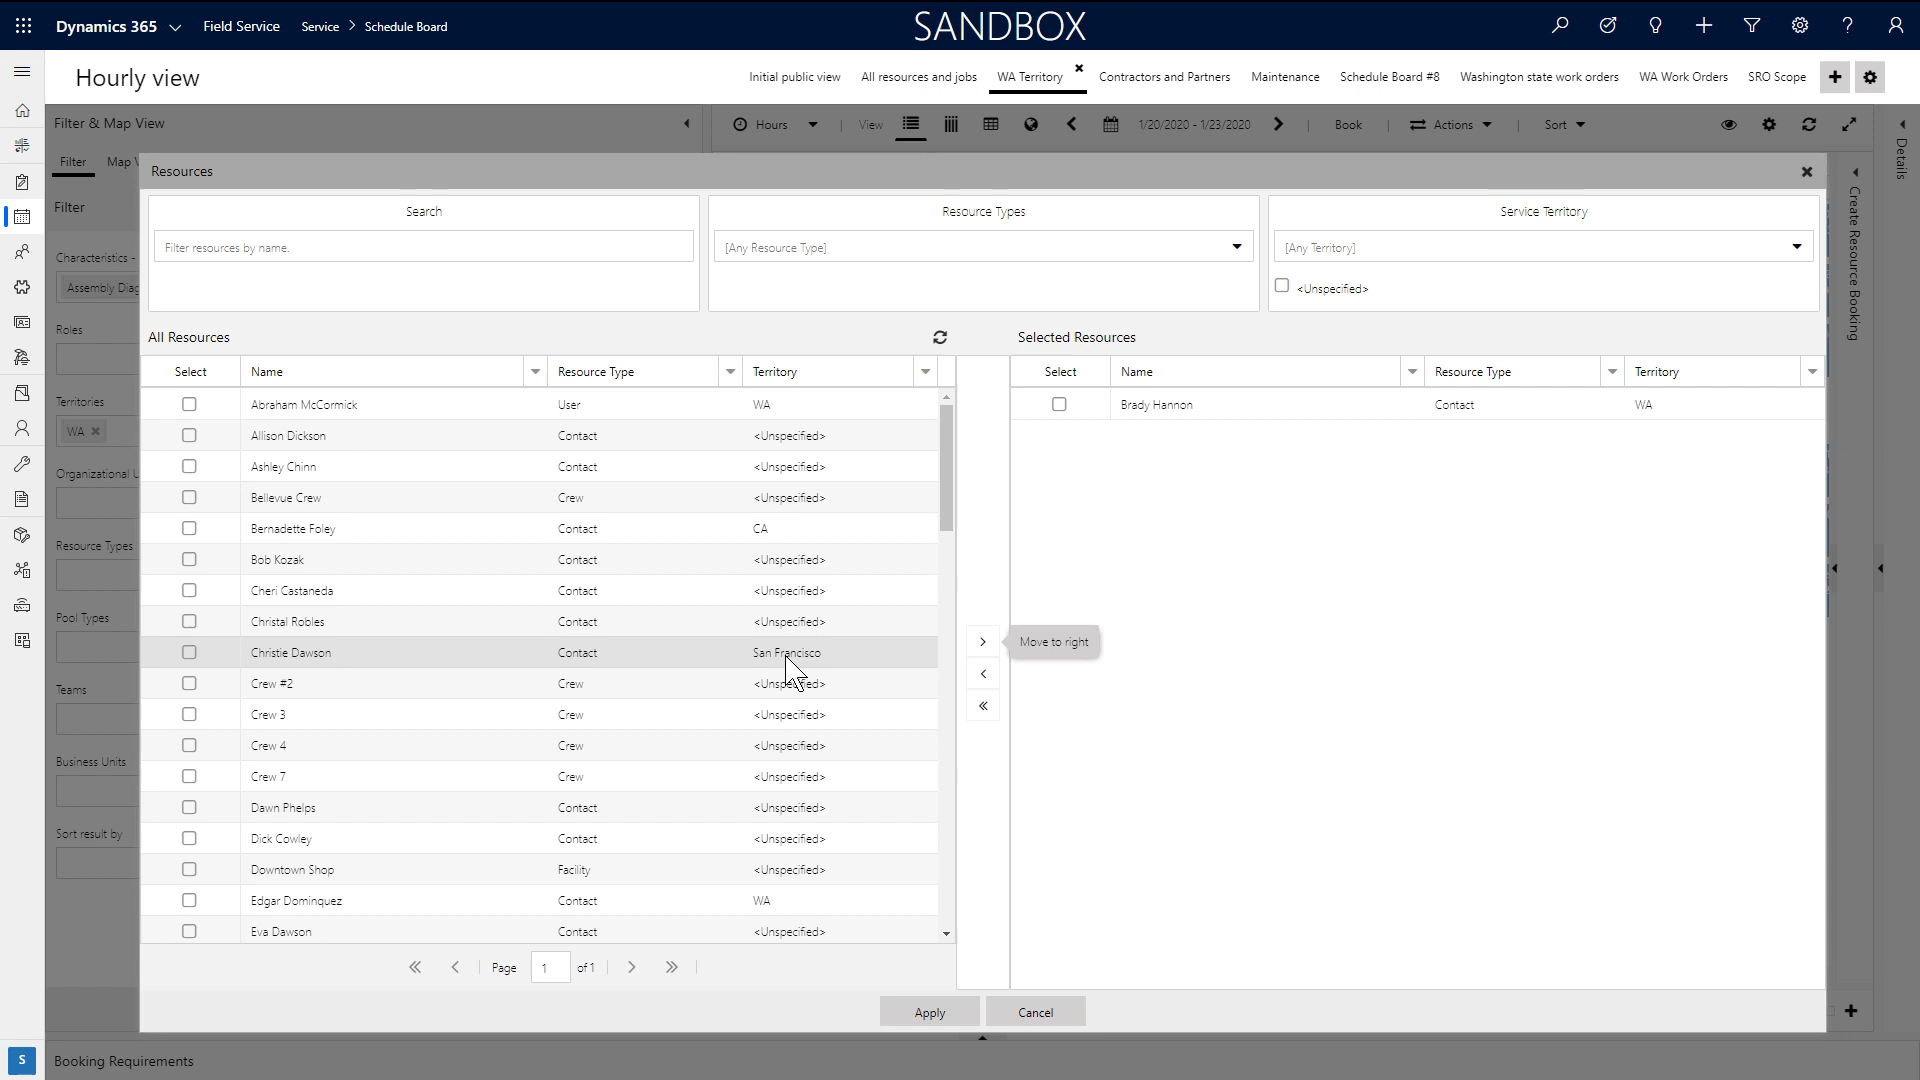 Dynamics 365
Field Service
Service > Schedule Board
SANDBOX
Hourly view
Initial public view
All resources and jobs
WA Territory
Contractors and Partners
Maintenance
Schedule Board #8
Washington state work orders
WA Work Orders
SRO Scope
Filter & Map View
Hours
View
1/20/2020 - 1/23/2020
Book
Actions
Sort
Details
Filter
Map V
Create Resource Booking
Filter
Characteristics -
Assembly Diag
Roles
Territories
WA
Organizational U
Resource Types
Pool Types
Teams
Business Units
Sort result by
Resources
Search
Filter resources by name.
Resource Types
[Any Resource Type]
Service Territory
[Any Territory]
<Unspecified>
All Resources
Select Name Resource Type Territory
Abraham McCormick User WA
Allison Dickson Contact <Unspecified>
Ashley Chinn Contact <Unspecified>
Bellevue Crew Crew <Unspecified>
Bernadette Foley Contact CA
Bob Kozak Contact <Unspecified>
Cheri Castaneda Contact <Unspecified>
Christal Robles Contact <Unspecified>
Christie Dawson Contact San Francisco
Crew #2 Crew <Unspecified>
Crew 3 Crew <Unspecified>
Crew 4 Crew <Unspecified>
Crew 7 Crew <Unspecified>
Dawn Phelps Contact <Unspecified>
Dick Cowley Contact <Unspecified>
Downtown Shop Facility <Unspecified>
Edgar Dominquez Contact WA
Eva Dawson Contact <Unspecified>
Page 1 of 1
Move to right
Selected Resources
Select Name Resource Type Territory
Brady Hannon Contact WA
Apply
Cancel
S
Booking Requirements